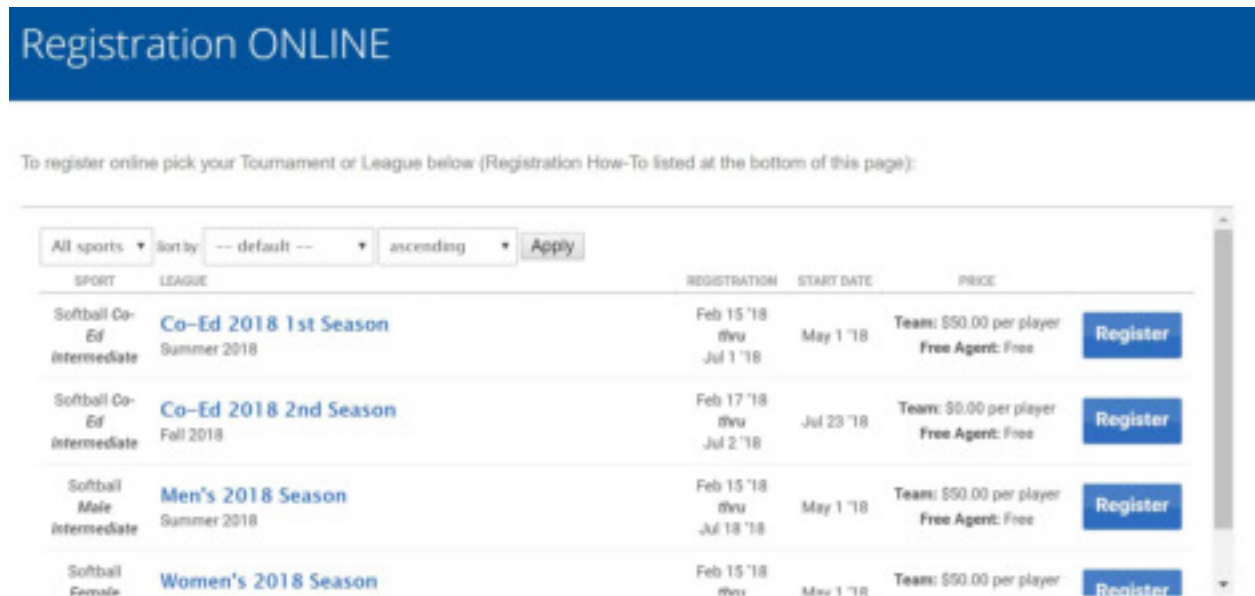 Registration ONLINE
To register online pick your Tournament or League below (Registration How-To listed at the bottom of this page):
All sports Sort by: -- default -- ascending Apply
SPORT LEAGUE REGISTRATION START DATE PRICE
Softball Co-
Ed
Intermediate
Co-Ed 2018 1st Season
Summer 2018
Feb 15 '18
thru
Jul 1 '18
May 1 '18
Team: $50.00 per player
Free Agent: Free
Register
Softball Co-
Ed
Intermediate
Co-Ed 2018 2nd Season
Fall 2018
Feb 17 '18
thru
Jul 2 '18
Jul 23 '18
Team: $0.00 per player
Free Agent: Free
Register
Softball
Male
Intermediate
Men's 2018 Season
Summer 2018
Feb 15 '18
thru
Jul 18 '18
May 1 '18
Team: $50.00 per player
Free Agent: Free
Register
Softball
Female
Women's 2018 Season
Feb 15 '18
thru
May 1 '18
Team: $50.00 per player
Register